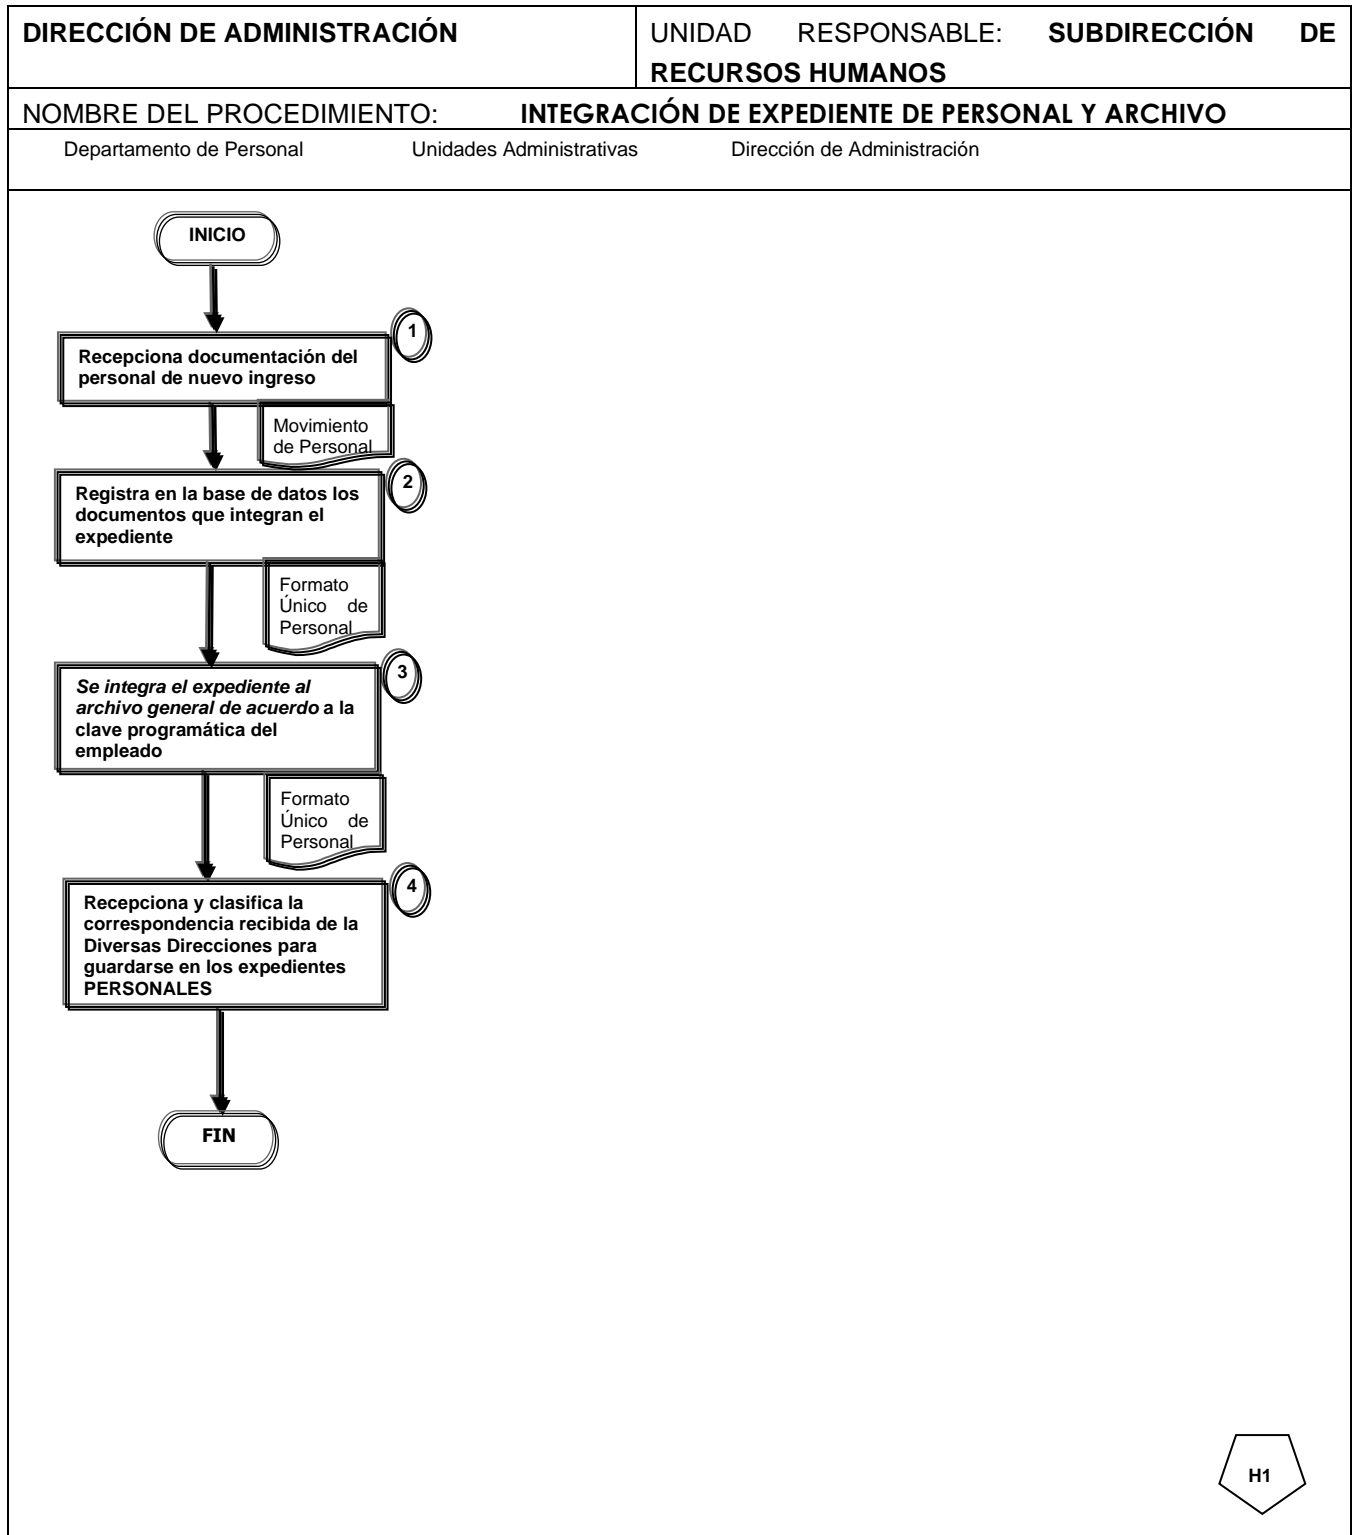 DIRECCIÓN DE ADMINISTRACIÓN
UNIDAD RESPONSABLE: SUBDIRECCIÓN DE
RECURSOS HUMANOS
NOMBRE DEL PROCEDIMIENTO: INTEGRACIÓN DE EXPEDIENTE DE PERSONAL Y ARCHIVO
Departamento de Personal Unidades Administrativas Dirección de Administración
INICIO
1
Recepciona documentación del
personal de nuevo ingreso
Movimiento
de Personal
2
Registra en la base de datos los
documentos que integran el
expediente
Formato
Único de
Personal
3
Se integra el expediente al
archivo general de acuerdo a la
clave programática del
empleado
Formato
Único de
Personal
4
Recepciona y clasifica la
correspondencia recibida de la
Diversas Direcciones para
guardarse en los expedientes
PERSONALES
FIN
H1